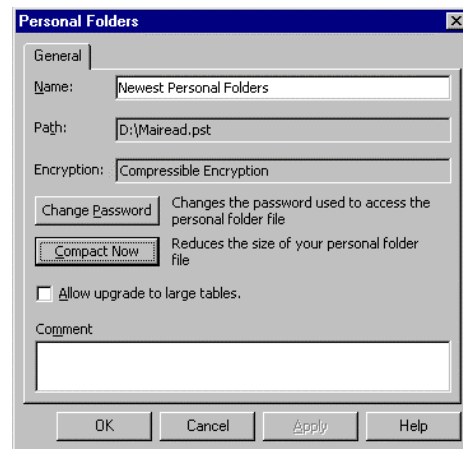 Personal Folders
General
Name: Newest Personal Folders
Path: D:\Mairead.pst
Encryption: Compressible Encryption
Change Password Changes the password used to access the
personal folder file
Compact Now Reduces the size of your personal folder
file
Allow upgrade to large tables.
Comment
OK Cancel Apply Help